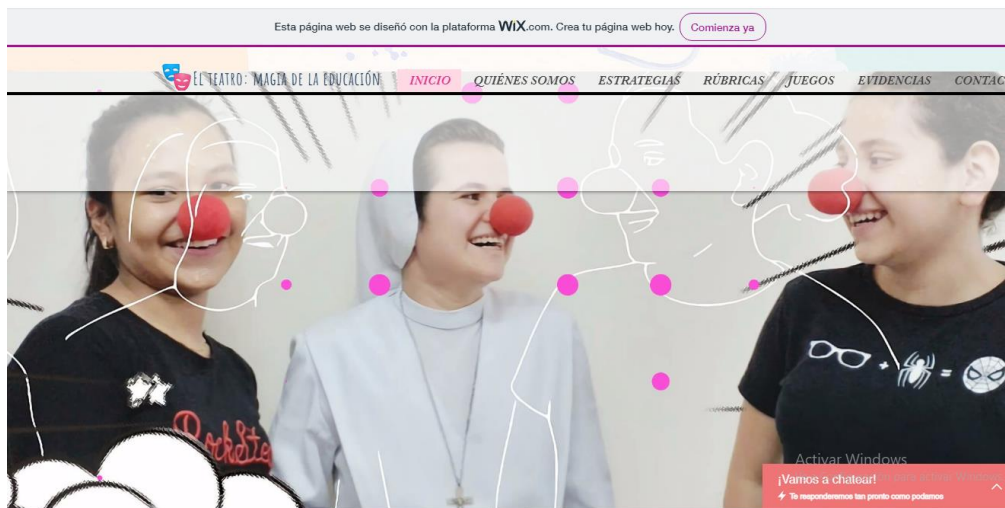 Esta página web se diseñó con la plataforma WiX.com. Crea tu página web hoy. Comienza ya
El teatro: magia de la educación INICIO QUIÉNES SOMOS ESTRATEGIAS RÚBRICAS JUEGOS EVIDENCIAS CONTAC
RockSta
Activar Windows
¡Vamos a chatear!
Te responderemos tan pronto como podamos